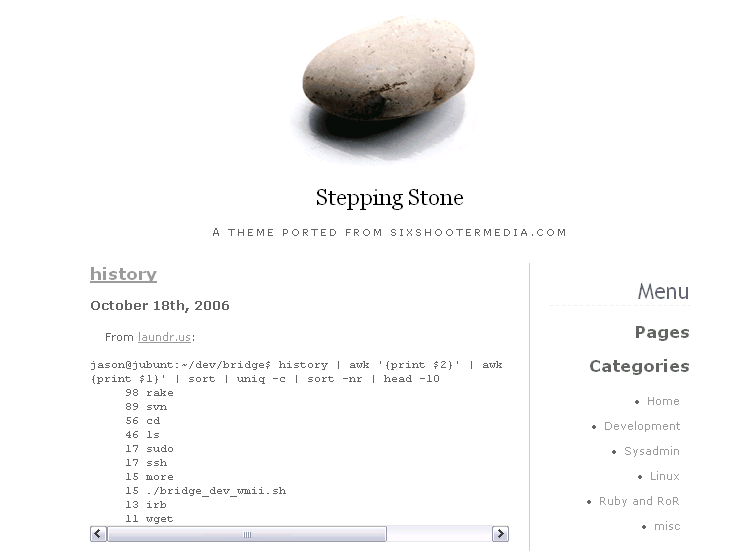 Stepping Stone
A THEME PORTED FROM SIXSHOOTERMEDIA.COM
history
October 18th, 2006
From laundr.us:
jason@jubunt:~/dev/bridge$ history | awk '{print $2}' | awk
{print $1}' | sort | uniq -c | sort -nr | head -10
98 rake
89 svn
56 cd
46 ls
17 sudo
17 ssh
15 more
15 ./bridge_dev_wmii.sh
13 irb
11 wget
Menu
Pages
Categories
• Home
• Development
• Sysadmin
• Linux
• Ruby and RoR
• misc